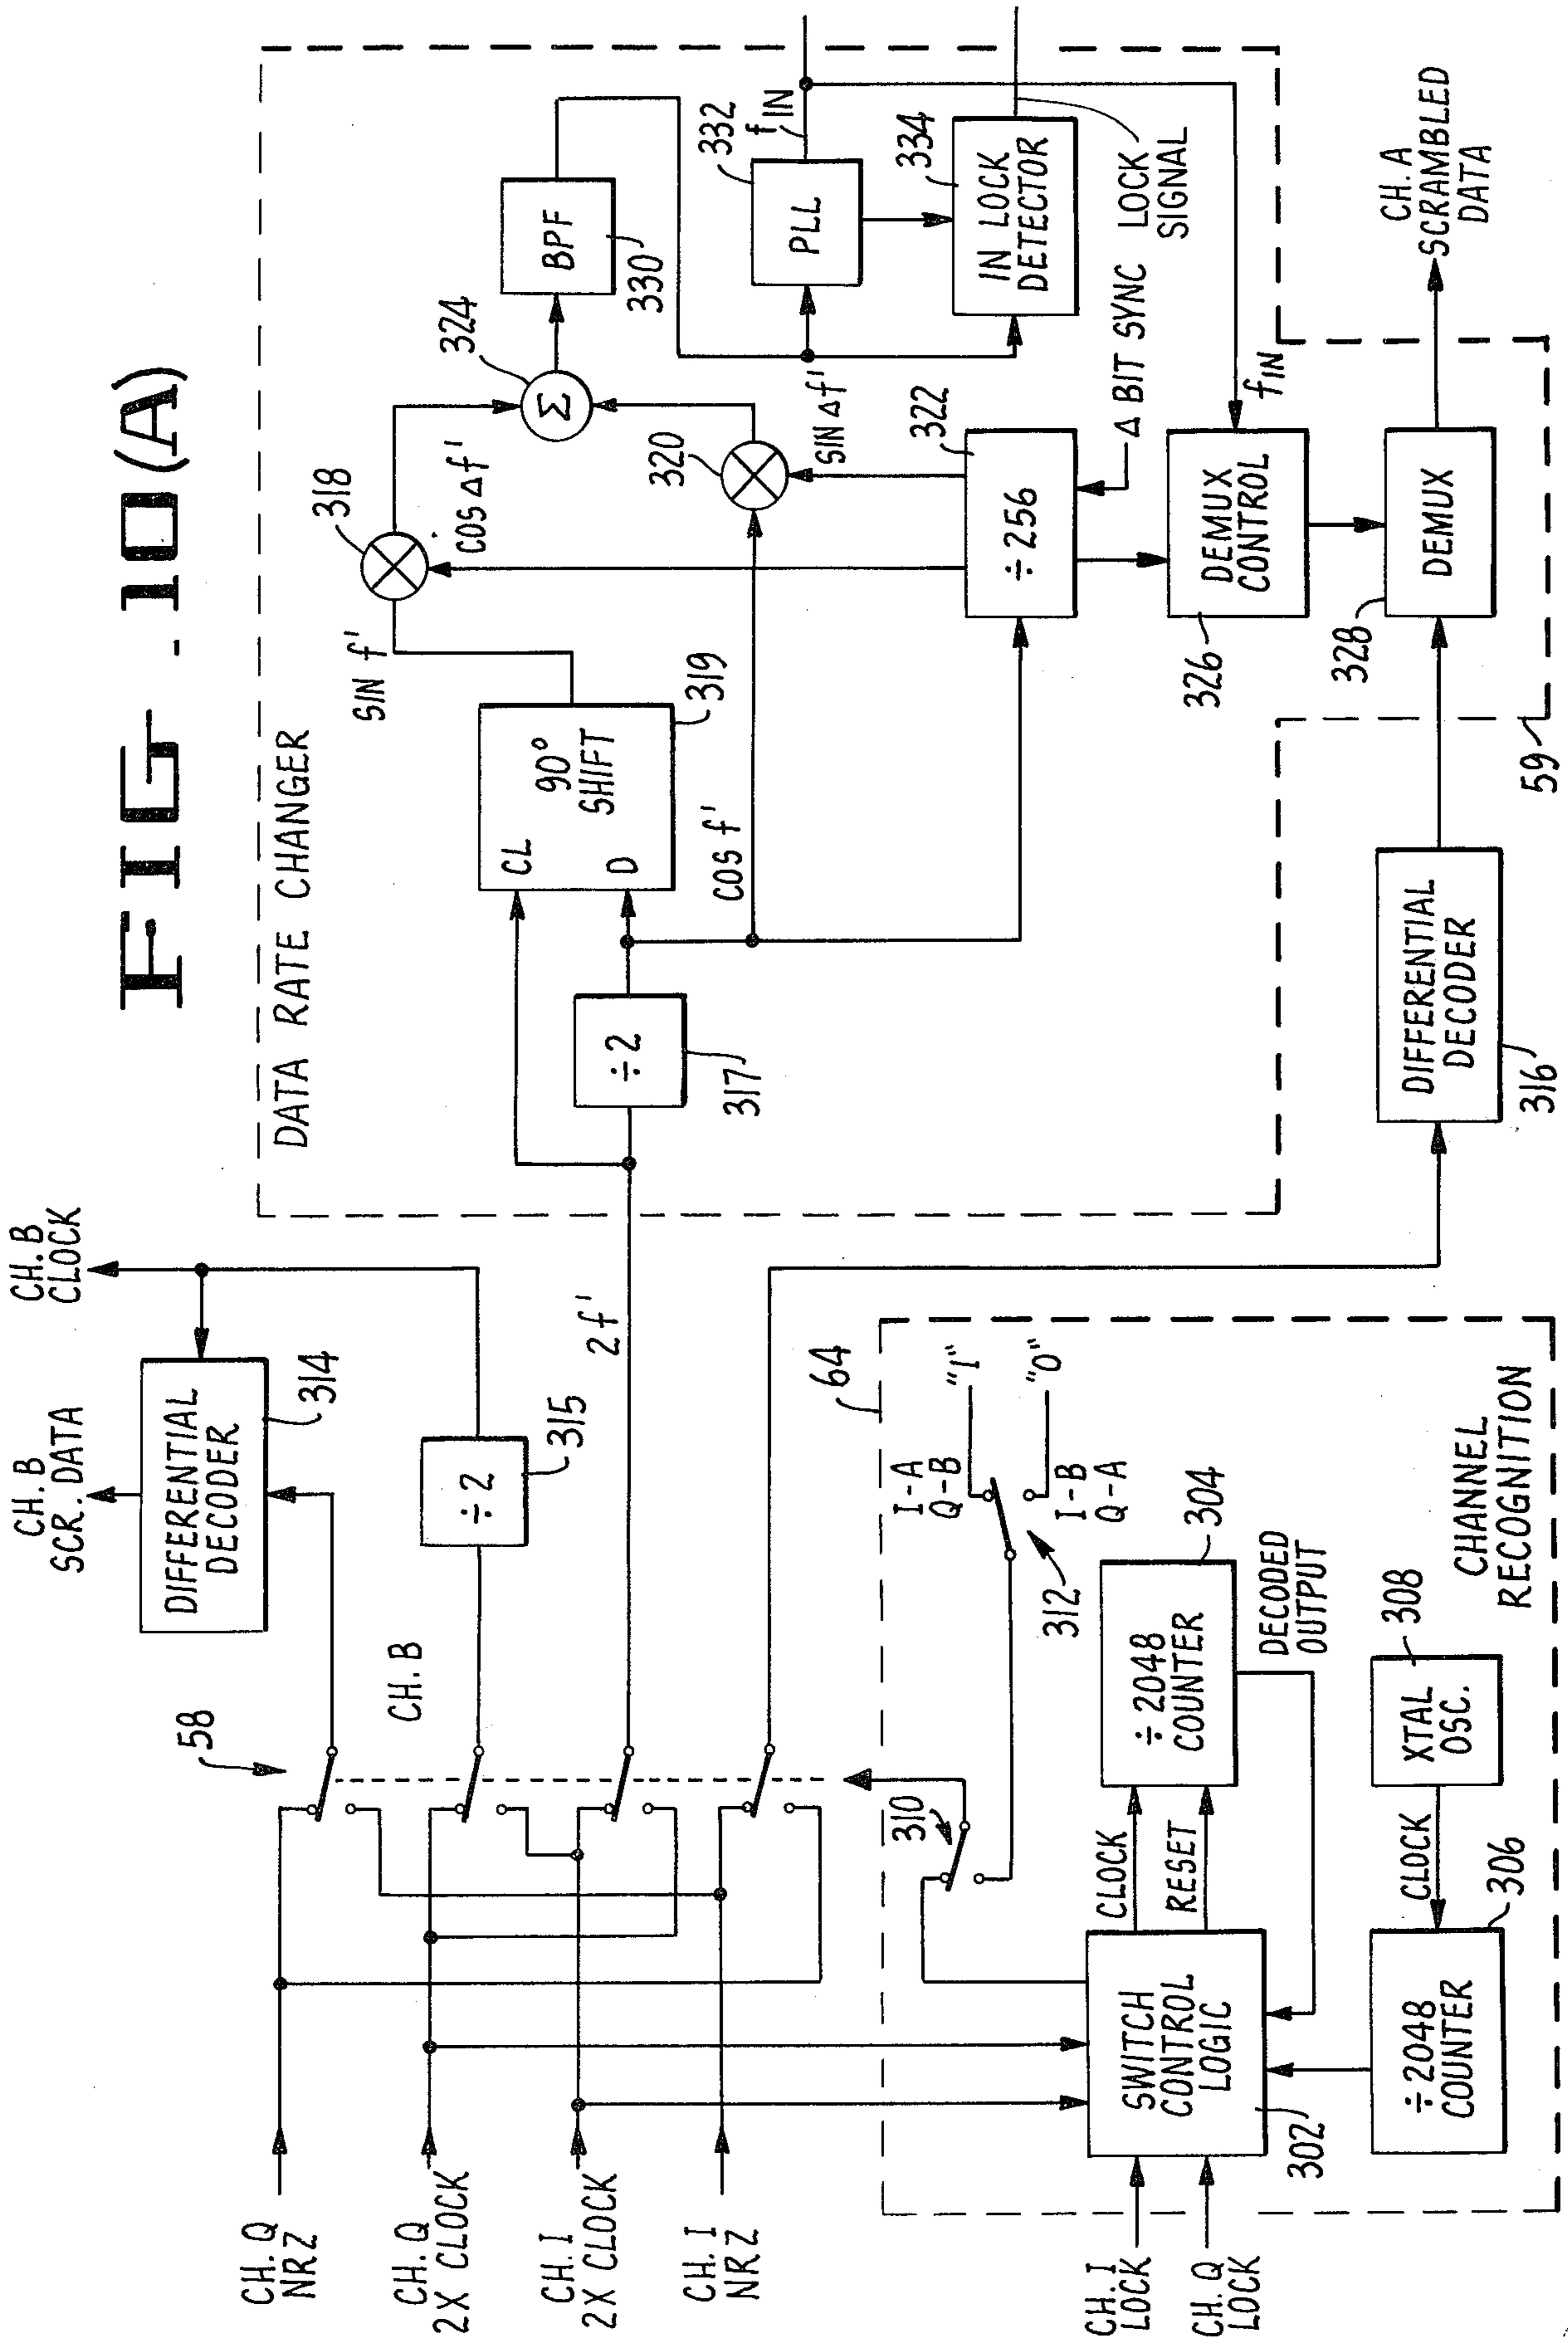 FIG. 10(A)
CH. B
SCR. DATA
CH. B
CLOCK
DATA RATE CHANGER
DIFFERENTIAL
DECODER
314
58
CH. B
÷2
315
2f'
÷2
317
CL
D
90°
SHIFT
319
SIN f'
COS f'
318
COS Δf'
320
SIN Δf'
324
Σ
BPF
330
332
PLL
fIN
334
IN LOCK
DETECTOR
LOCK
SIGNAL
322
÷256
Δ BIT SYNC
DEMUX
CONTROL
326
fIN
DEMUX
328
CH. A
SCRAMBLED
DATA
59
DIFFERENTIAL
DECODER
316
CH. Q
NRZ
CH. Q
2X CLOCK
CH. I
2X CLOCK
CH. I
NRZ
64
"1"
"0"
I-A
Q-B
I-B
Q-A
312
310
CH. I
LOCK
CH. Q
LOCK
SWITCH
CONTROL
LOGIC
302
CLOCK
RESET
÷2048
COUNTER
304
DECODED
OUTPUT
÷2048
COUNTER
306
CLOCK
XTAL
OSC.
308
CHANNEL
RECOGNITION